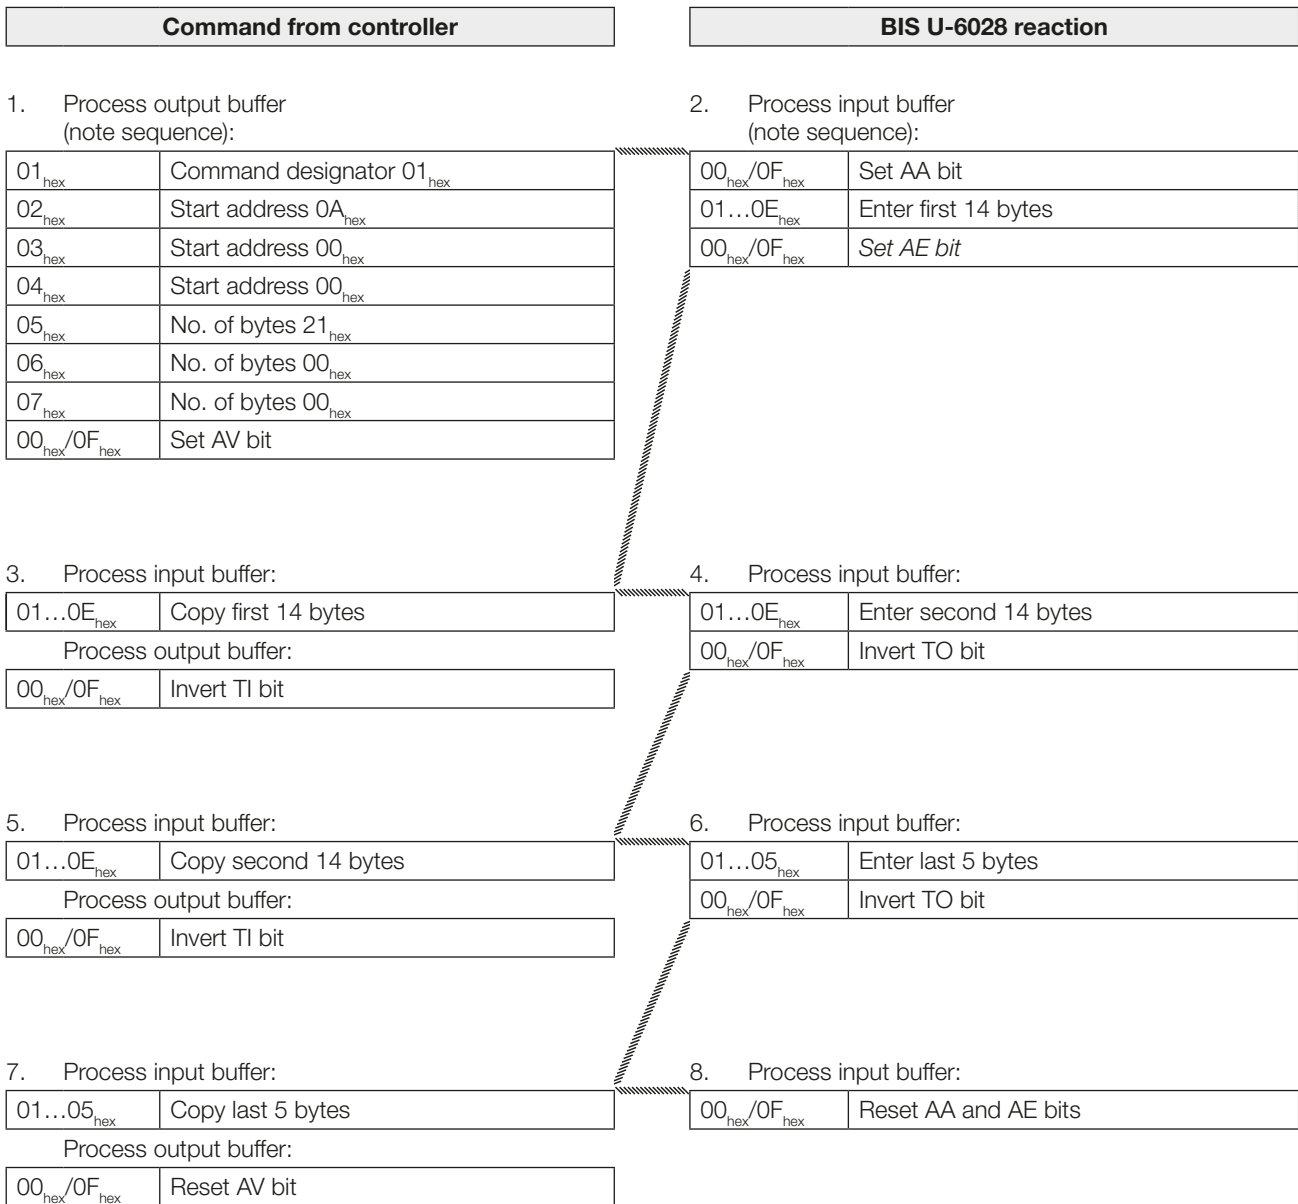 Command from controller
BIS U-6028 reaction
1. Process output buffer
(note sequence):
01hex Command designator 01hex
02hex Start address 0Ahex
03hex Start address 00hex
04hex Start address 00hex
05hex No. of bytes 21hex
06hex No. of bytes 00hex
07hex No. of bytes 00hex
00hex/0Fhex Set AV bit
2. Process input buffer
(note sequence):
00hex/0Fhex Set AA bit
01…0Ehex Enter first 14 bytes
00hex/0Fhex Set AE bit
3. Process input buffer:
01…0Ehex Copy first 14 bytes
Process output buffer:
00hex/0Fhex Invert TI bit
4. Process input buffer:
01…0Ehex Enter second 14 bytes
00hex/0Fhex Invert TO bit
5. Process input buffer:
01…0Ehex Copy second 14 bytes
Process output buffer:
00hex/0Fhex Invert TI bit
6. Process input buffer:
01…05hex Enter last 5 bytes
00hex/0Fhex Invert TO bit
7. Process input buffer:
01…05hex Copy last 5 bytes
Process output buffer:
00hex/0Fhex Reset AV bit
8. Process input buffer:
00hex/0Fhex Reset AA and AE bits